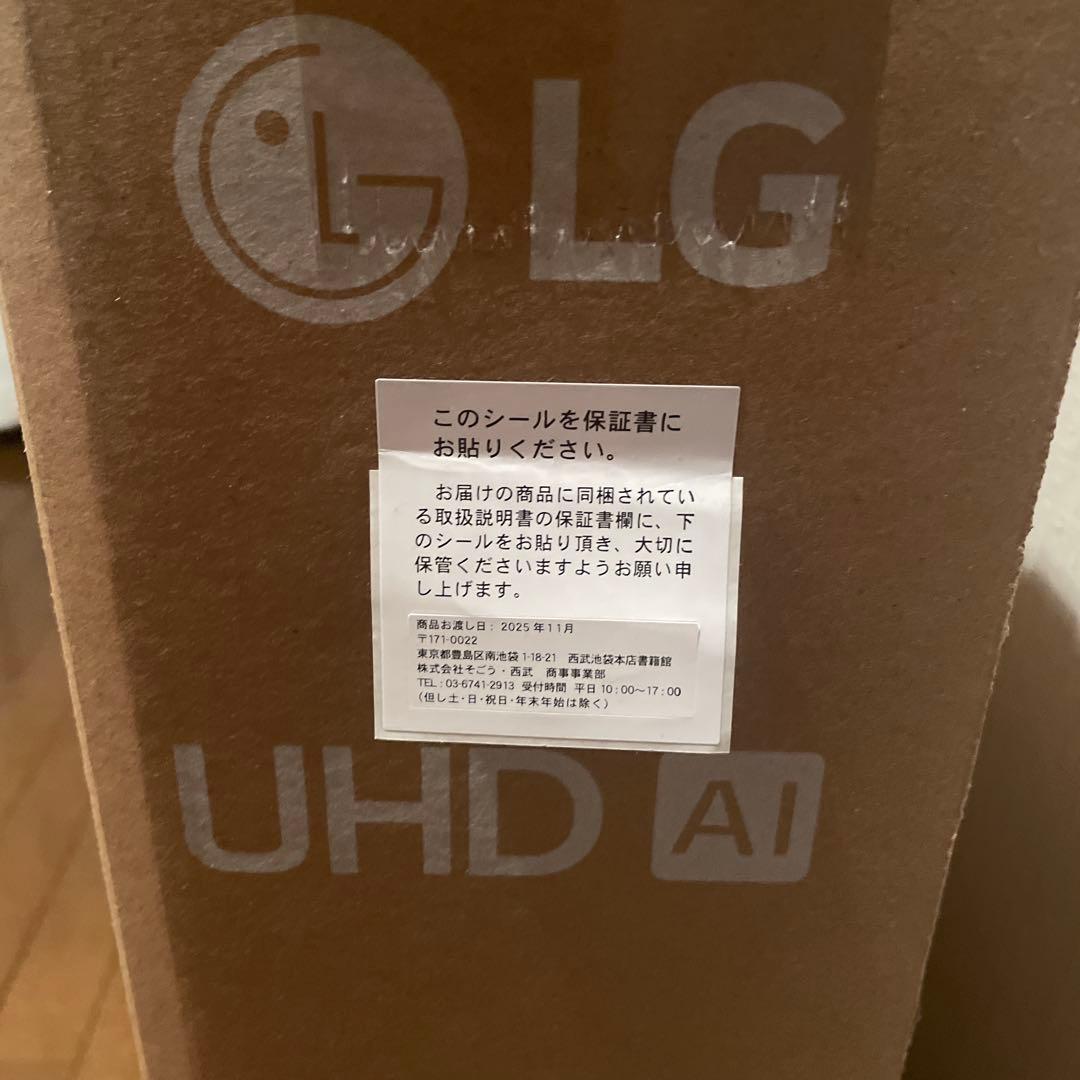 LG
このシールを保証書に
お貼りください。
お届けの商品に同梱されてい
る取扱説明書の保証書欄に、下
のシールをお貼り頂き、大切に
保管くださいますようお願い申
し上げます。
商品お渡し日: 2025年11月
〒171-0022
東京都豊島区南池袋1-18-21 西武池袋本店書籍館
株式会社そごう・西武 商事事業部
TEL:03-6741-2913 受付時間 平日10:00～17:00
(但し土・日・祝日・年末年始は除く)
UHD AI